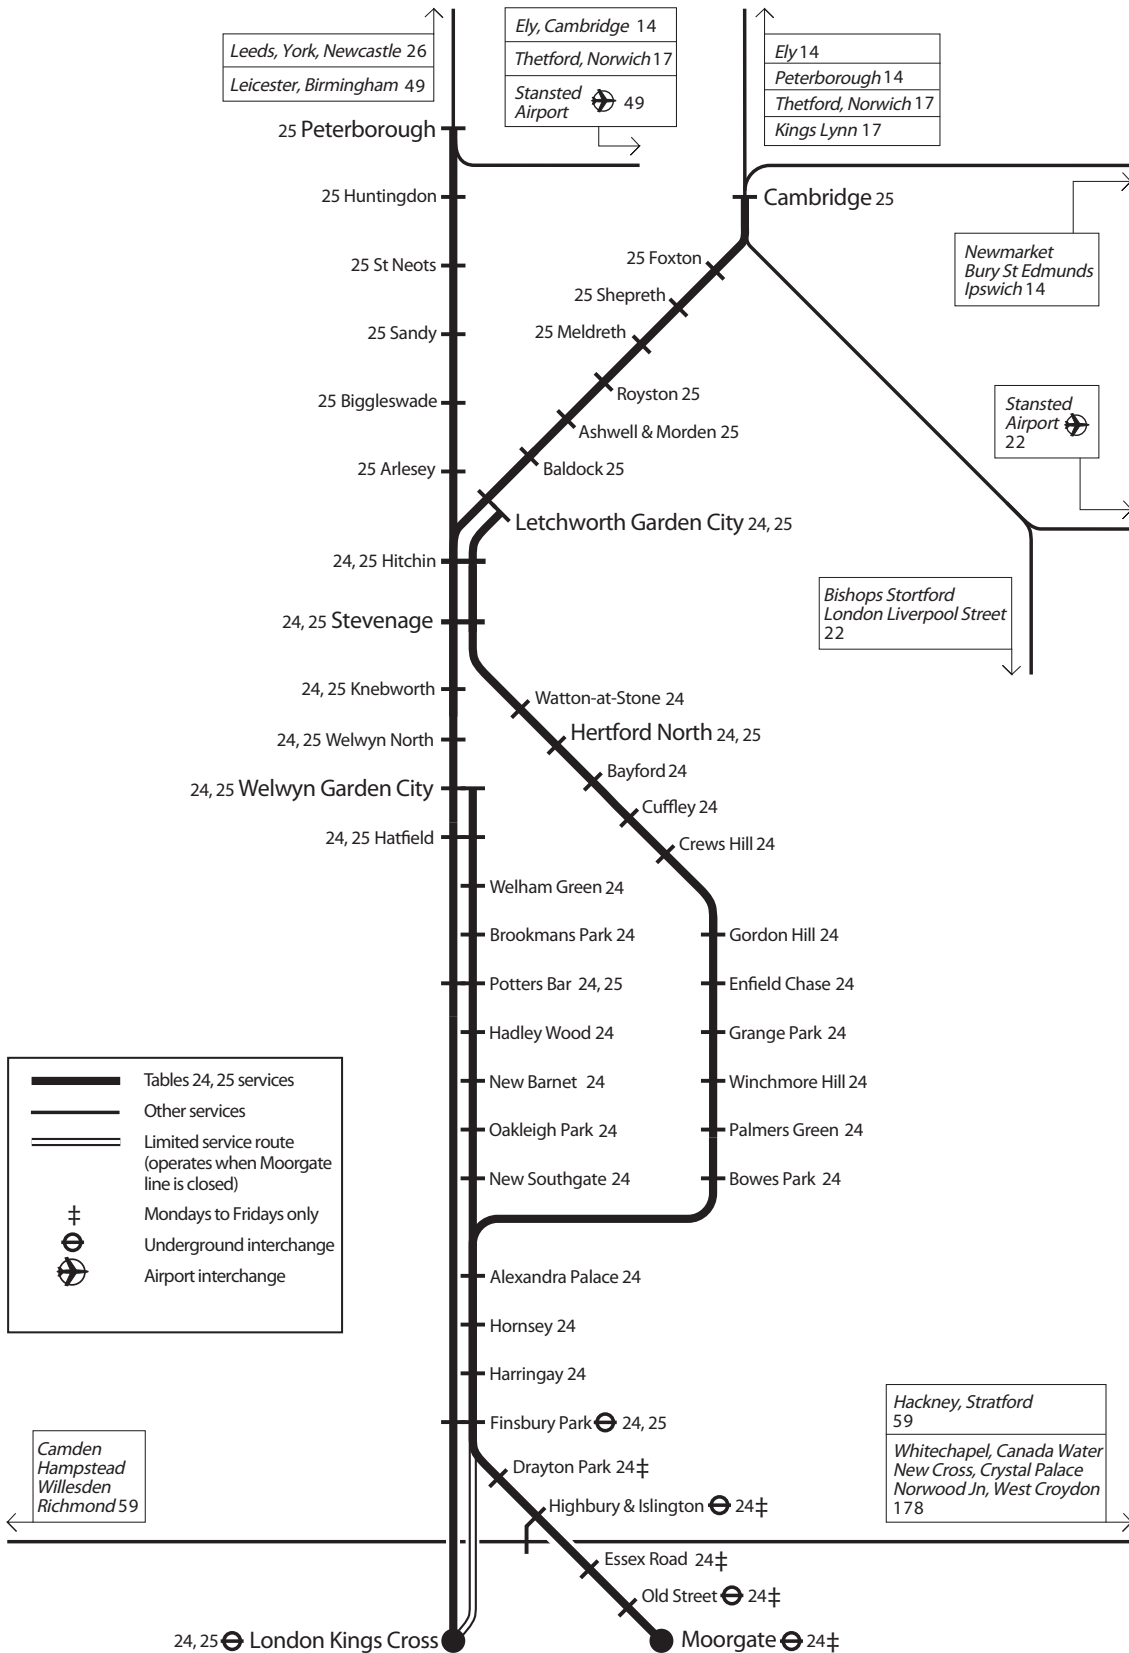 Leeds, York, Newcastle 26
Leicester, Birmingham 49
Ely, Cambridge 14
Thetford, Norwich 17
Stansted
Airport 49
Ely 14
Peterborough 14
Thetford, Norwich 17
Kings Lynn 17
25 Peterborough
25 Huntingdon
Cambridge 25
Newmarket
Bury St Edmunds
Ipswich 14
25 St Neots
25 Foxton
25 Shepreth
25 Sandy
25 Meldreth
Royston 25
25 Biggleswade
Ashwell & Morden 25
Stansted
Airport
22
25 Arlesey
Baldock 25
Letchworth Garden City 24, 25
24, 25 Hitchin
Bishops Stortford
London Liverpool Street
22
24, 25 Stevenage
24, 25 Knebworth
Watton-at-Stone 24
Hertford North 24, 25
24, 25 Welwyn North
Bayford 24
24, 25 Welwyn Garden City
Cuffley 24
24, 25 Hatfield
Crews Hill 24
Welham Green 24
Brookmans Park 24
Gordon Hill 24
Potters Bar 24, 25
Enfield Chase 24
Hadley Wood 24
Grange Park 24
New Barnet 24
Winchmore Hill 24
Oakleigh Park 24
Palmers Green 24
New Southgate 24
Bowes Park 24
Tables 24, 25 services
Other services
Limited service route
(operates when Moorgate
line is closed)
‡ Mondays to Fridays only
Underground interchange
Airport interchange
Alexandra Palace 24
Hornsey 24
Harringay 24
Finsbury Park 24, 25
Camden
Hampstead
Willesden
Richmond 59
Hackney, Stratford
59
Whitechapel, Canada Water
New Cross, Crystal Palace
Norwood Jn, West Croydon
178
Drayton Park 24‡
Highbury & Islington 24‡
Essex Road 24‡
Old Street 24‡
24, 25 London Kings Cross
Moorgate 24‡